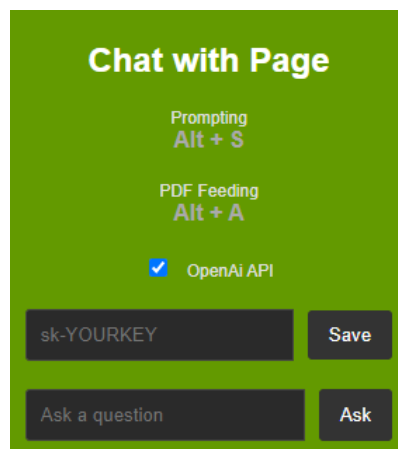 Chat with Page
Prompting
Alt + S
PDF Feeding
Alt + A
OpenAi API
sk-YOURKEY Save
Ask a question Ask